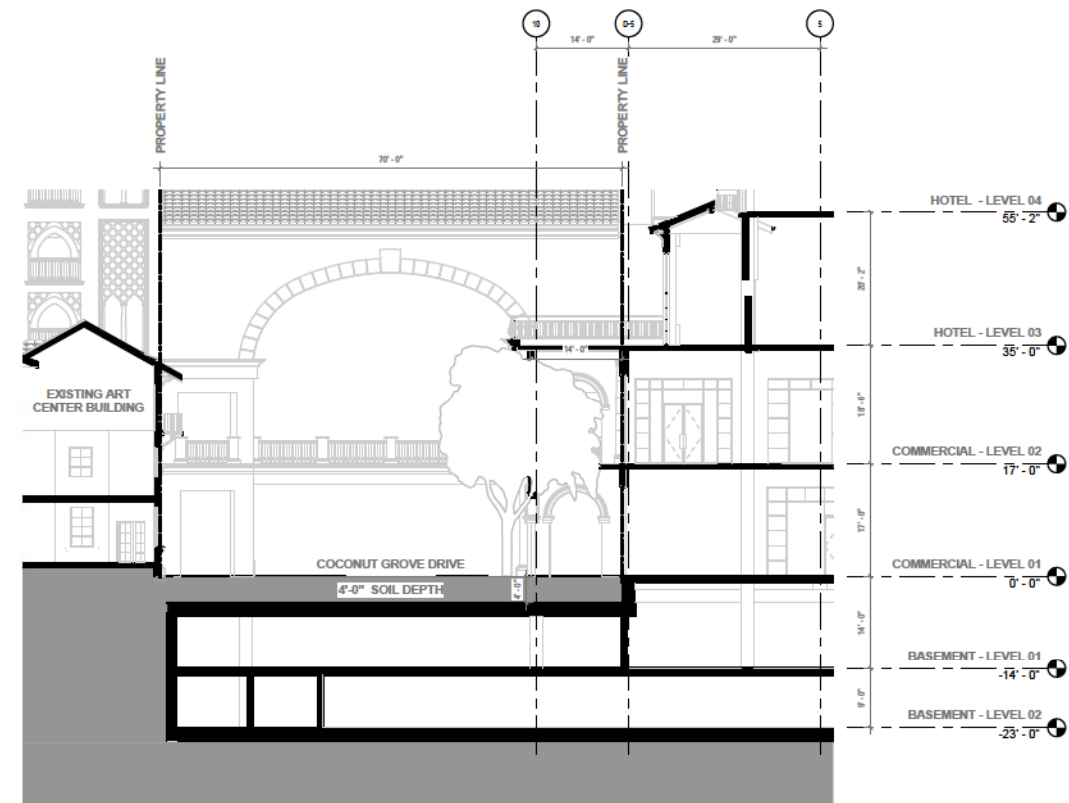 10
D-5
5
14' - 0"
29' - 0"
PROPERTY LINE
PROPERTY LINE
70' - 0"
HOTEL - LEVEL 04
55' - 2"
20' - 2"
HOTEL - LEVEL 03
35' - 0"
14' - 0"
EXISTING ART
CENTER BUILDING
18' - 0"
COMMERCIAL - LEVEL 02
17' - 0"
17' - 0"
COCONUT GROVE DRIVE
COMMERCIAL - LEVEL 01
0' - 0"
4'-0" SOIL DEPTH
4' - 0"
14' - 0"
BASEMENT - LEVEL 01
-14' - 0"
9' - 0"
BASEMENT - LEVEL 02
-23' - 0"